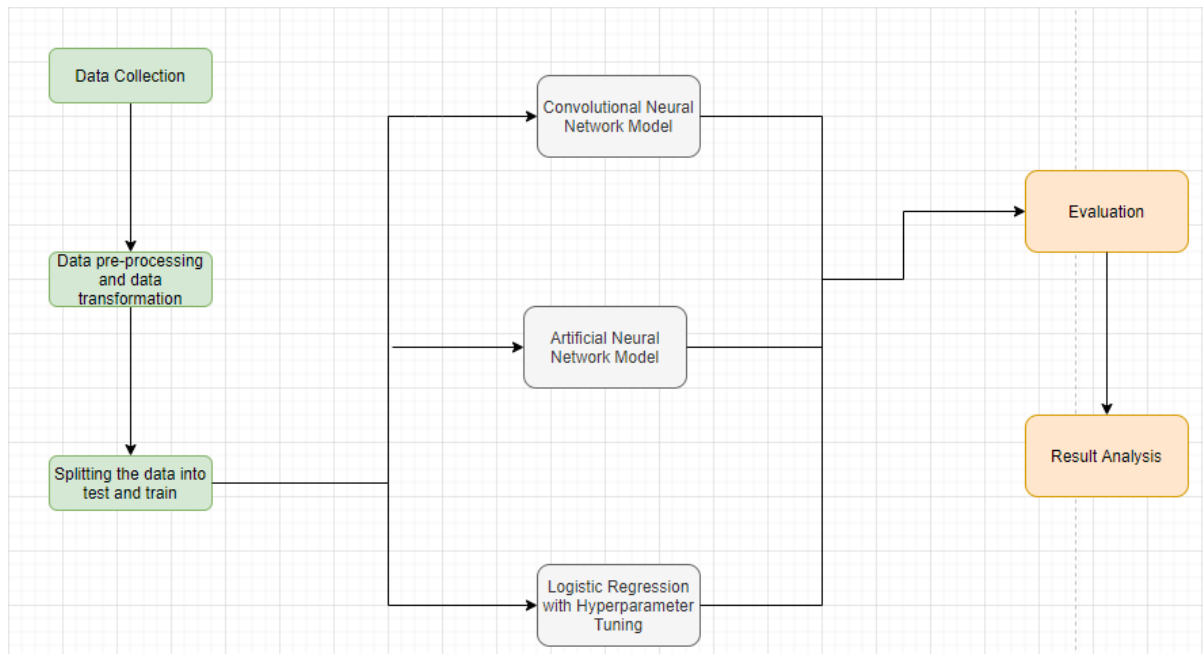 Data Collection
Data pre-processing
and data
transformation
Splitting the data into
test and train
Convolutional Neural
Network Model
Artificial Neural
Network Model
Logistic Regression
with Hyperparameter
Tuning
Evaluation
Result Analysis